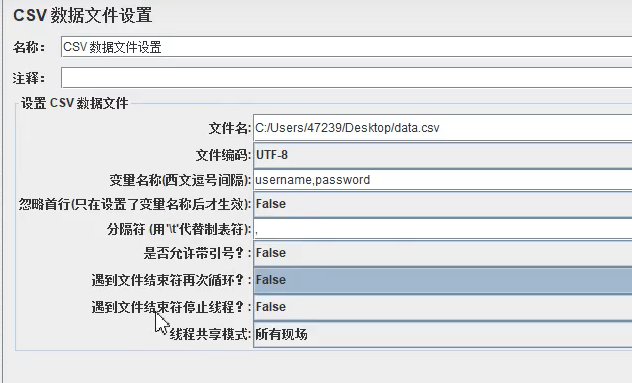 CSV 数据文件设置
名称： CSV 数据文件设置
注释：
设置 CSV 数据文件
文件名: C:/Users/47239/Desktop/data.csv
文件编码: UTF-8
变量名称(西文逗号间隔): username,password
忽略首行(只在设置了变量名称后才生效): False
分隔符 (用'\t'代替制表符): ,
是否允许带引号？: False
遇到文件结束符再次循环？: False
遇到文件结束符停止线程？: False
线程共享模式: 所有现场